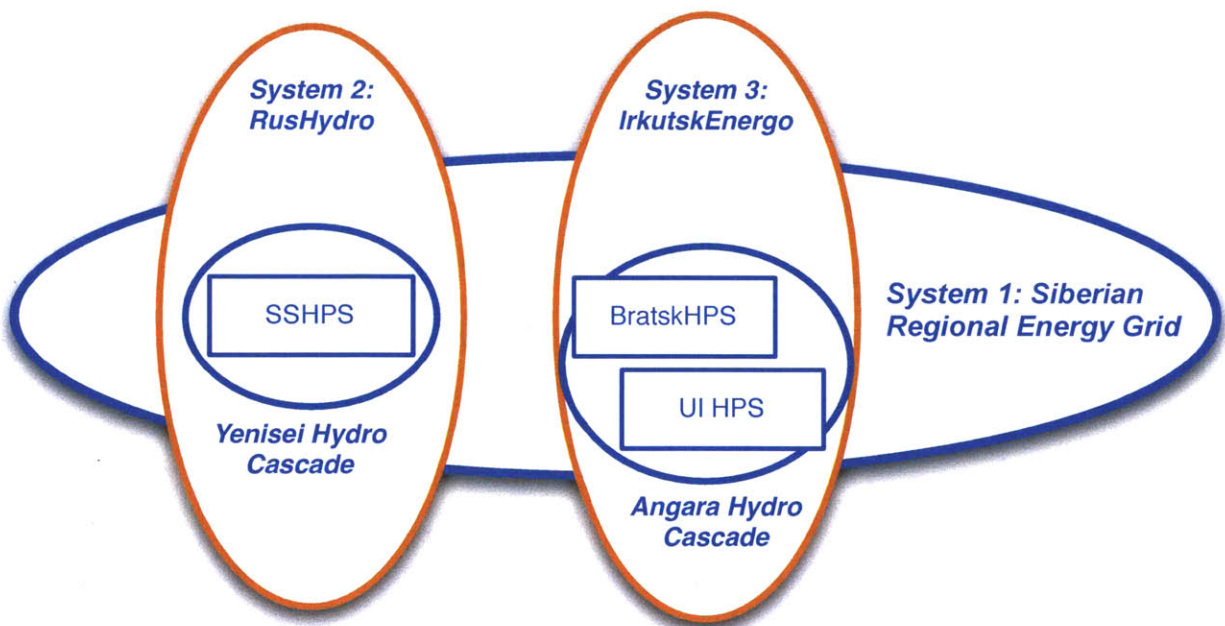 System 2:
RusHydro
System 3:
IrkutskEnergo
SSHPS
BratskHPS
UI HPS
System 1: Siberian
Regional Energy Grid
Yenisei Hydro
Cascade
Angara Hydro
Cascade